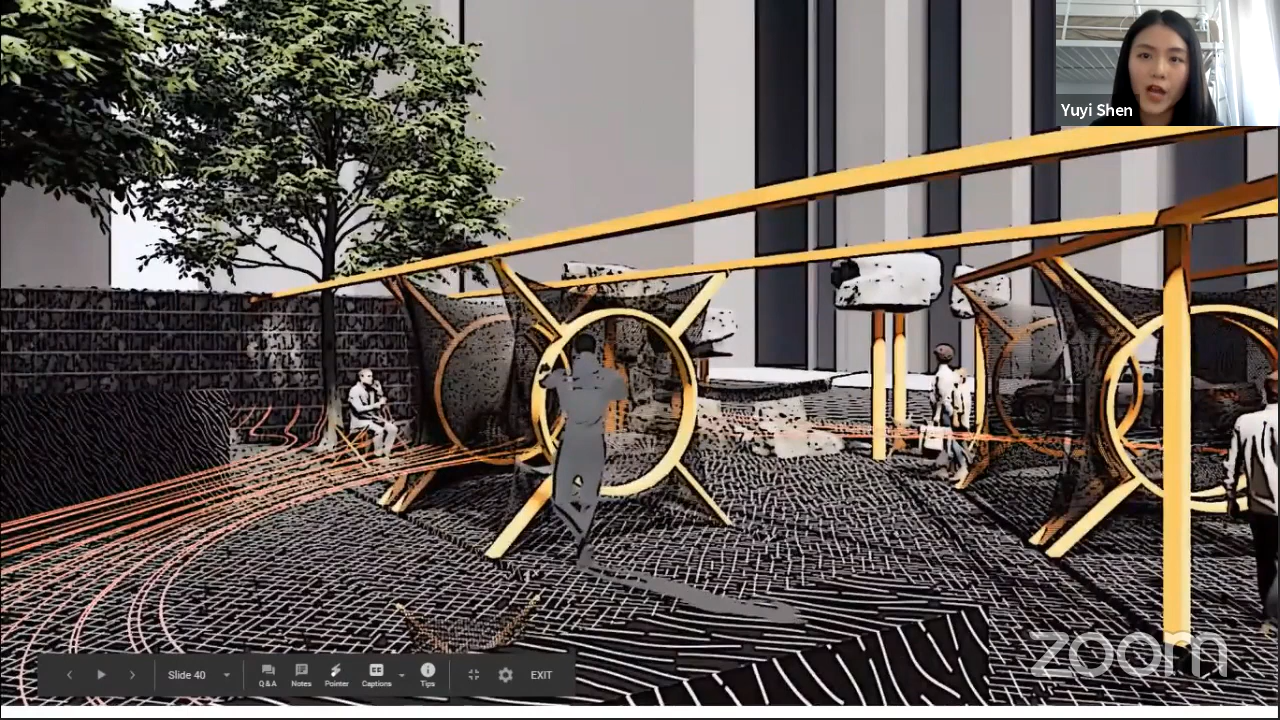 Yuyi Shen
Slide 40
Q&A
Notes
Pointer
Captions
Tips
EXIT
zoom